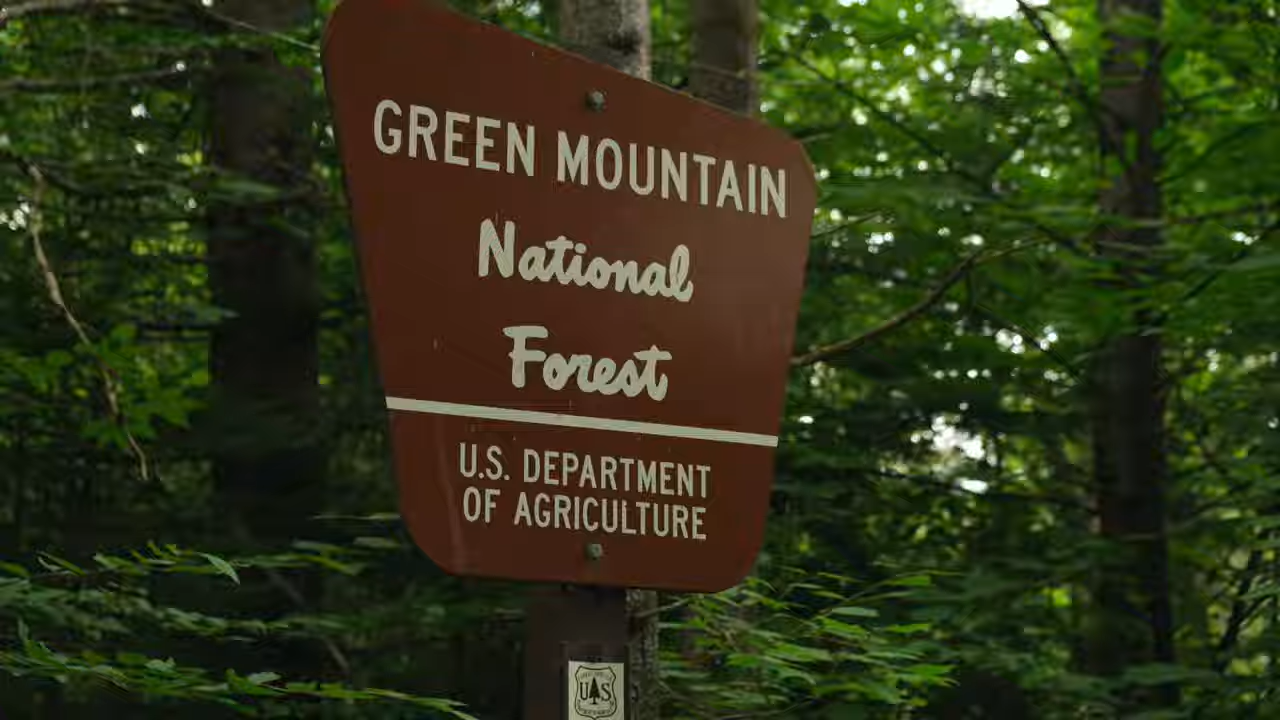 GREEN MOUNTAIN
National
Forest
U.S. DEPARTMENT
OF AGRICULTURE
U S